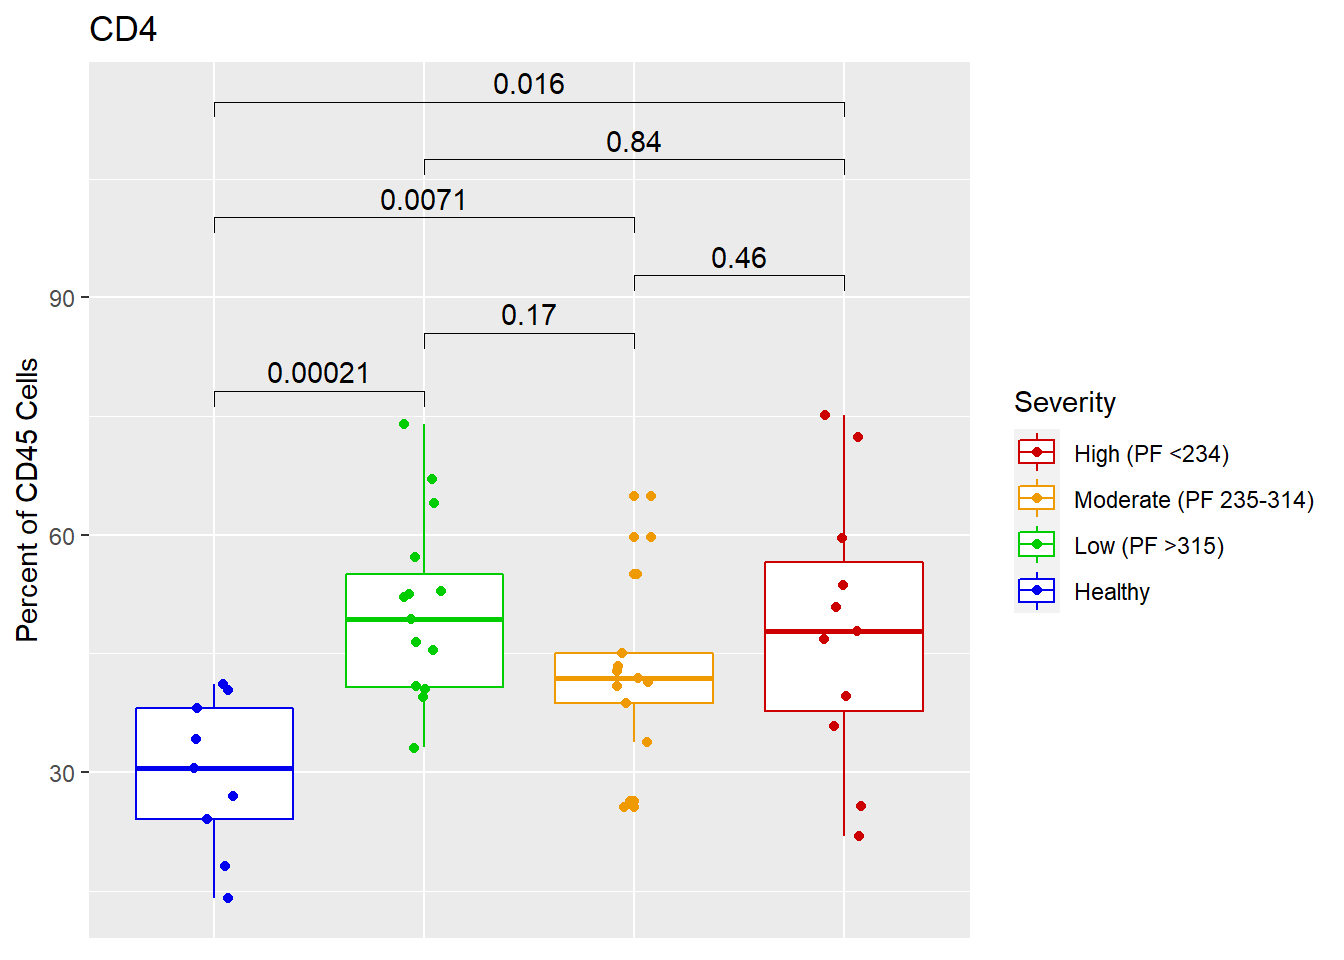 CD4
0.016
0.84
0.0071
0.46
0.17
0.00021
90
60
30
Percent of CD45 Cells
Severity
High (PF <234)
Moderate (PF 235-314)
Low (PF >315)
Healthy